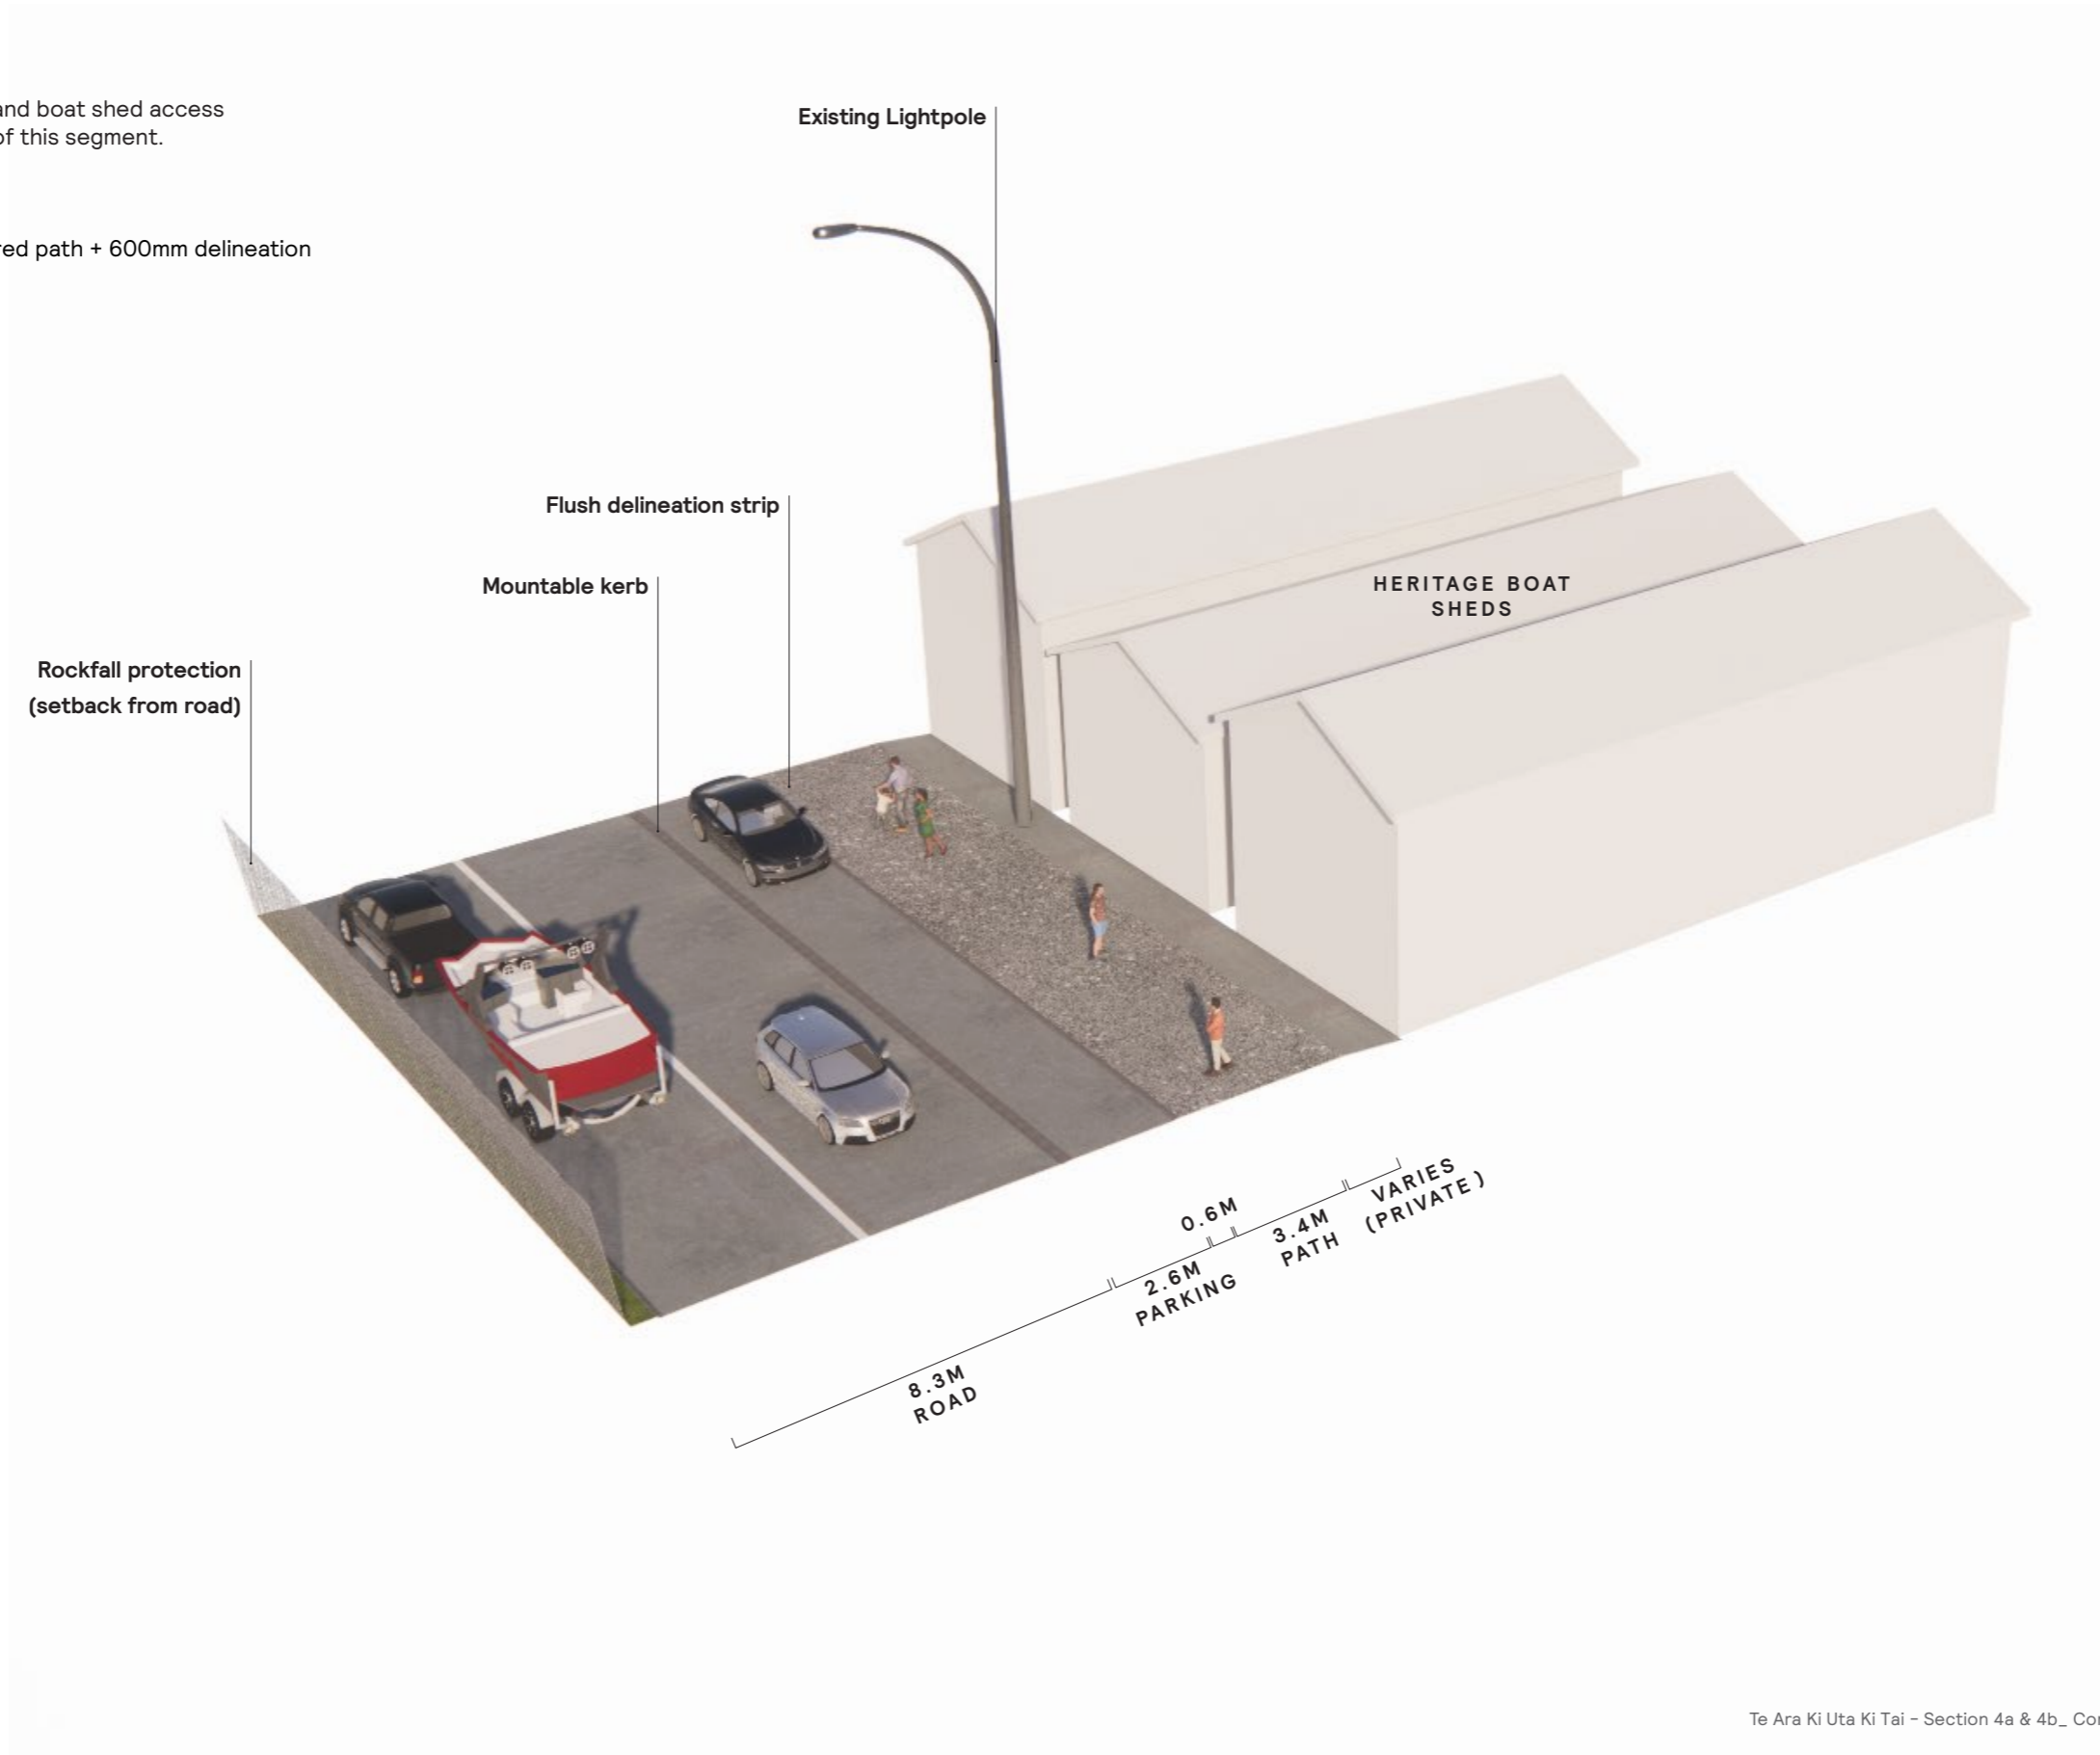 and boat shed access
of this segment.
red path + 600mm delineation
Existing Lightpole
Flush delineation strip
Mountable kerb
Rockfall protection
(setback from road)
HERITAGE BOAT
SHEDS
8.3M
ROAD
2.6M
PARKING
0.6M
3.4M
PATH
VARIES
(PRIVATE)
Te Ara Ki Uta Ki Tai - Section 4a & 4b_